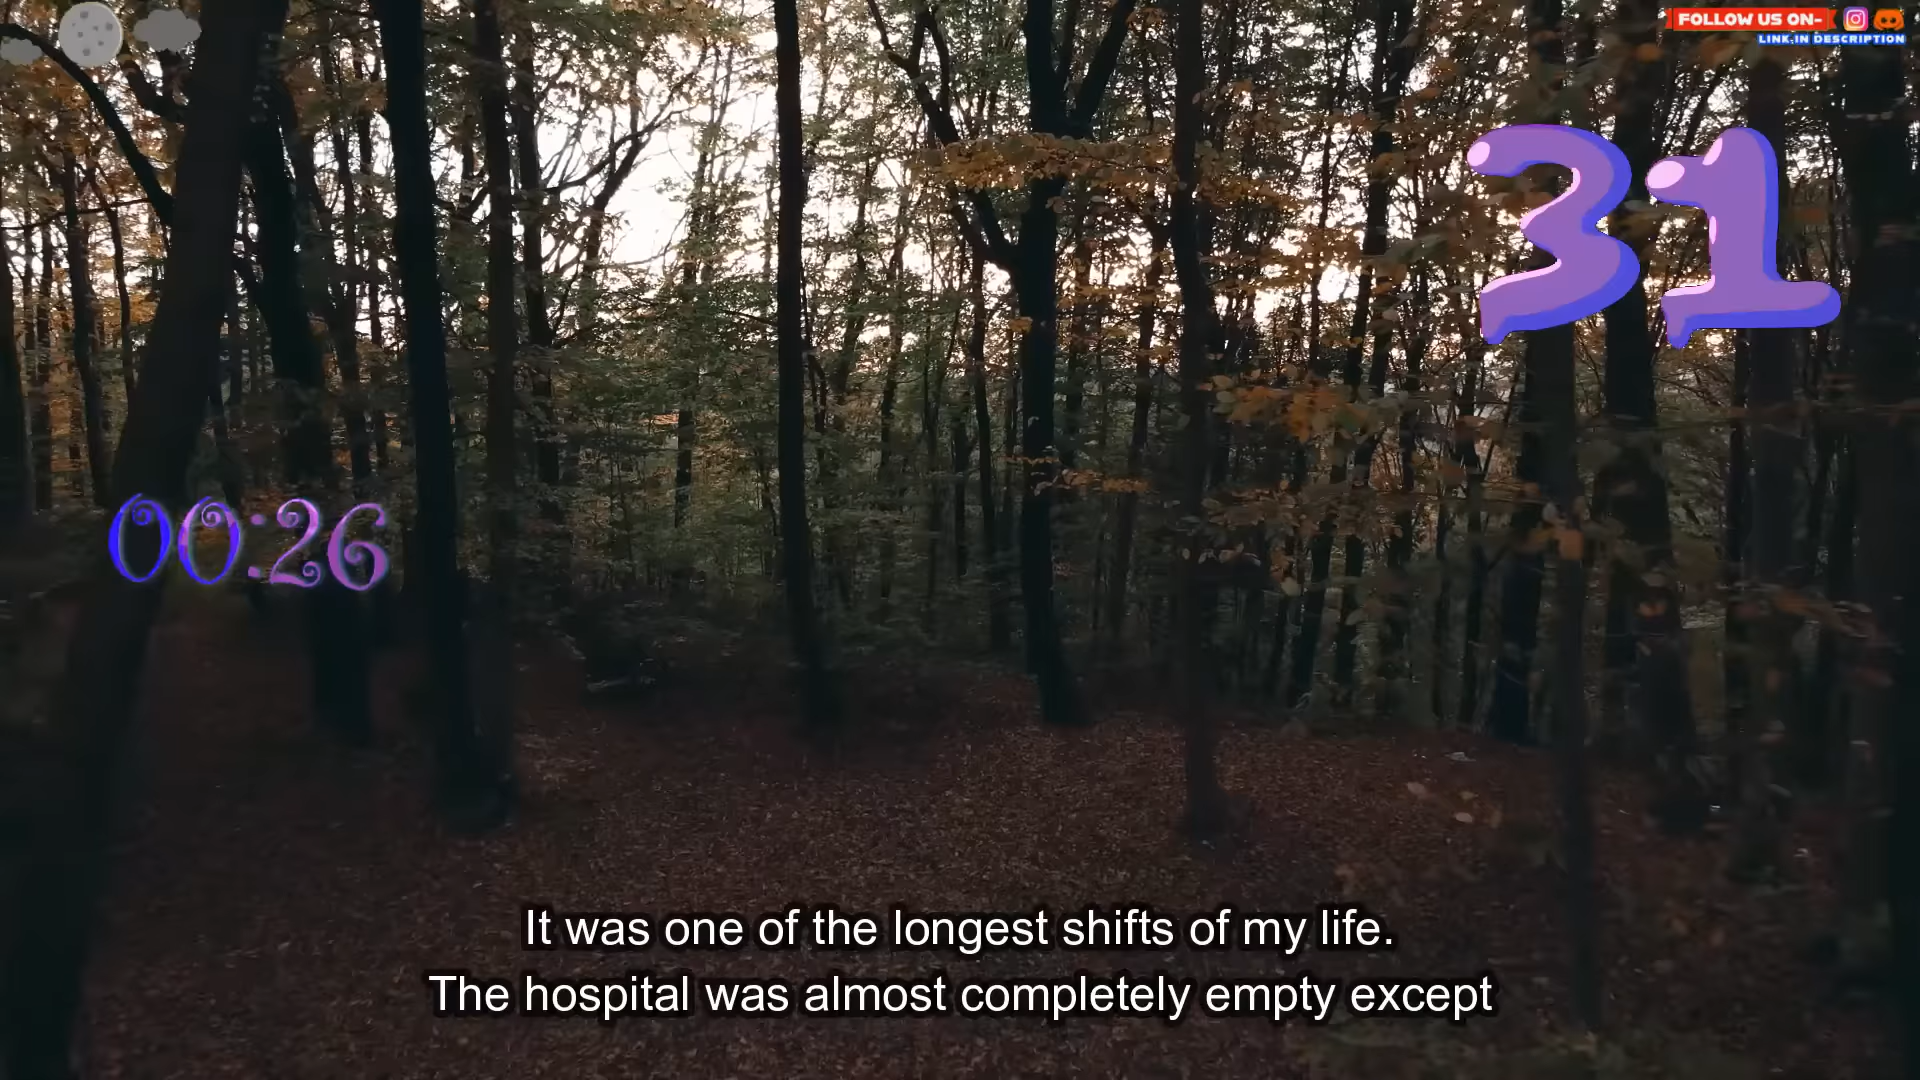 FOLLOW US ON-
LINK IN DESCRIPTION
31
00:26
It was one of the longest shifts of my life.
The hospital was almost completely empty except